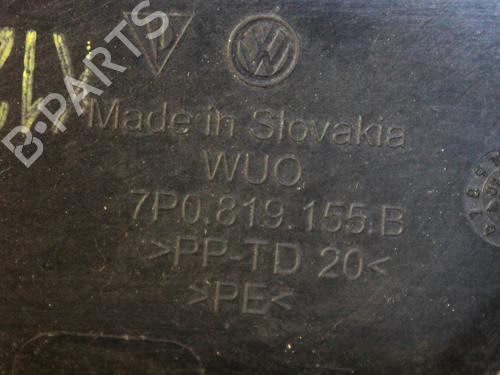 B-PARTS
Made in Slovakia
WUO
7P0.819.155.B
>PP-TD 20<
>PE<